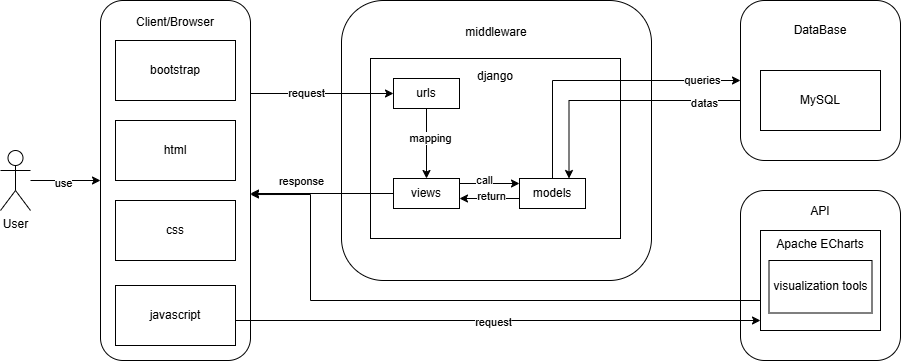 User
use
Client/Browser
bootstrap
html
css
javascript
request
response
middleware
django
urls
mapping
views
call
return
models
queries
datas
DataBase
MySQL
API
Apache ECharts
visualization tools
request